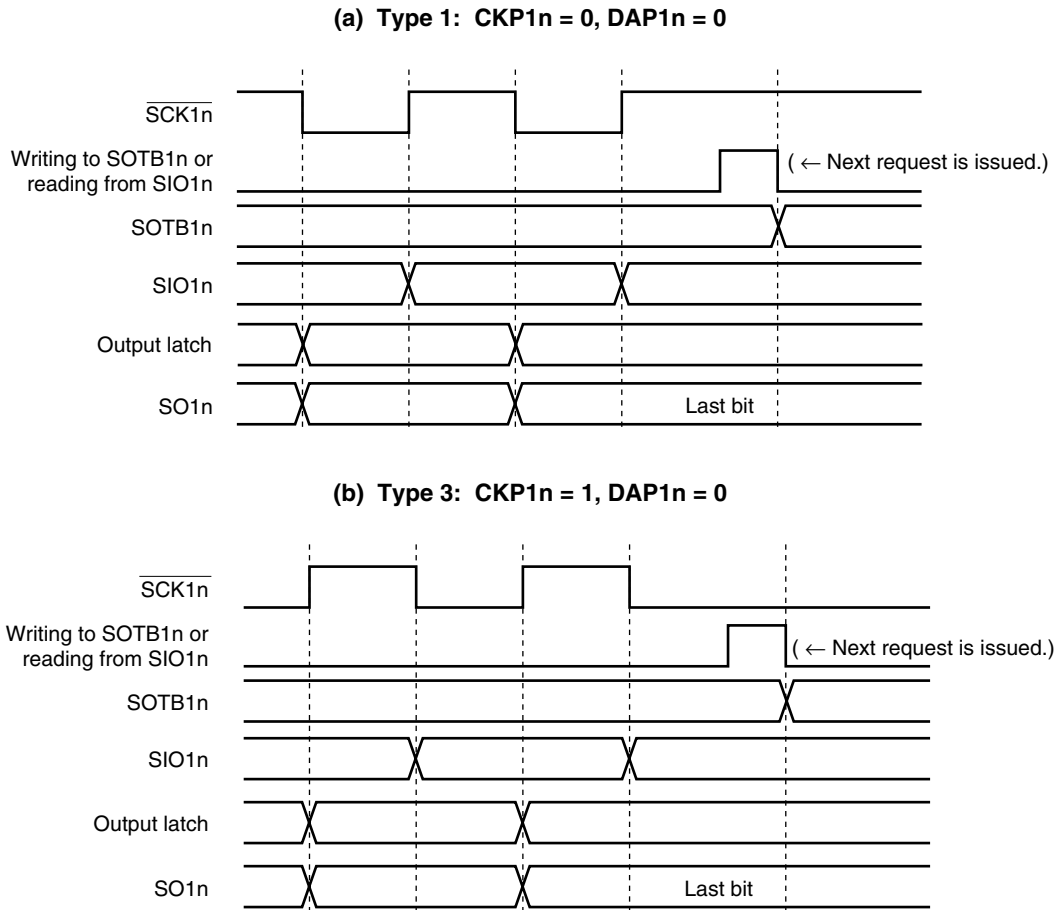 (a) Type 1: CKP1n = 0, DAP1n = 0
SCK1n
Writing to SOTB1n or
reading from SIO1n
( ← Next request is issued.)
SOTB1n
SIO1n
Output latch
SO1n
Last bit
(b) Type 3: CKP1n = 1, DAP1n = 0
SCK1n
Writing to SOTB1n or
reading from SIO1n
( ← Next request is issued.)
SOTB1n
SIO1n
Output latch
SO1n
Last bit